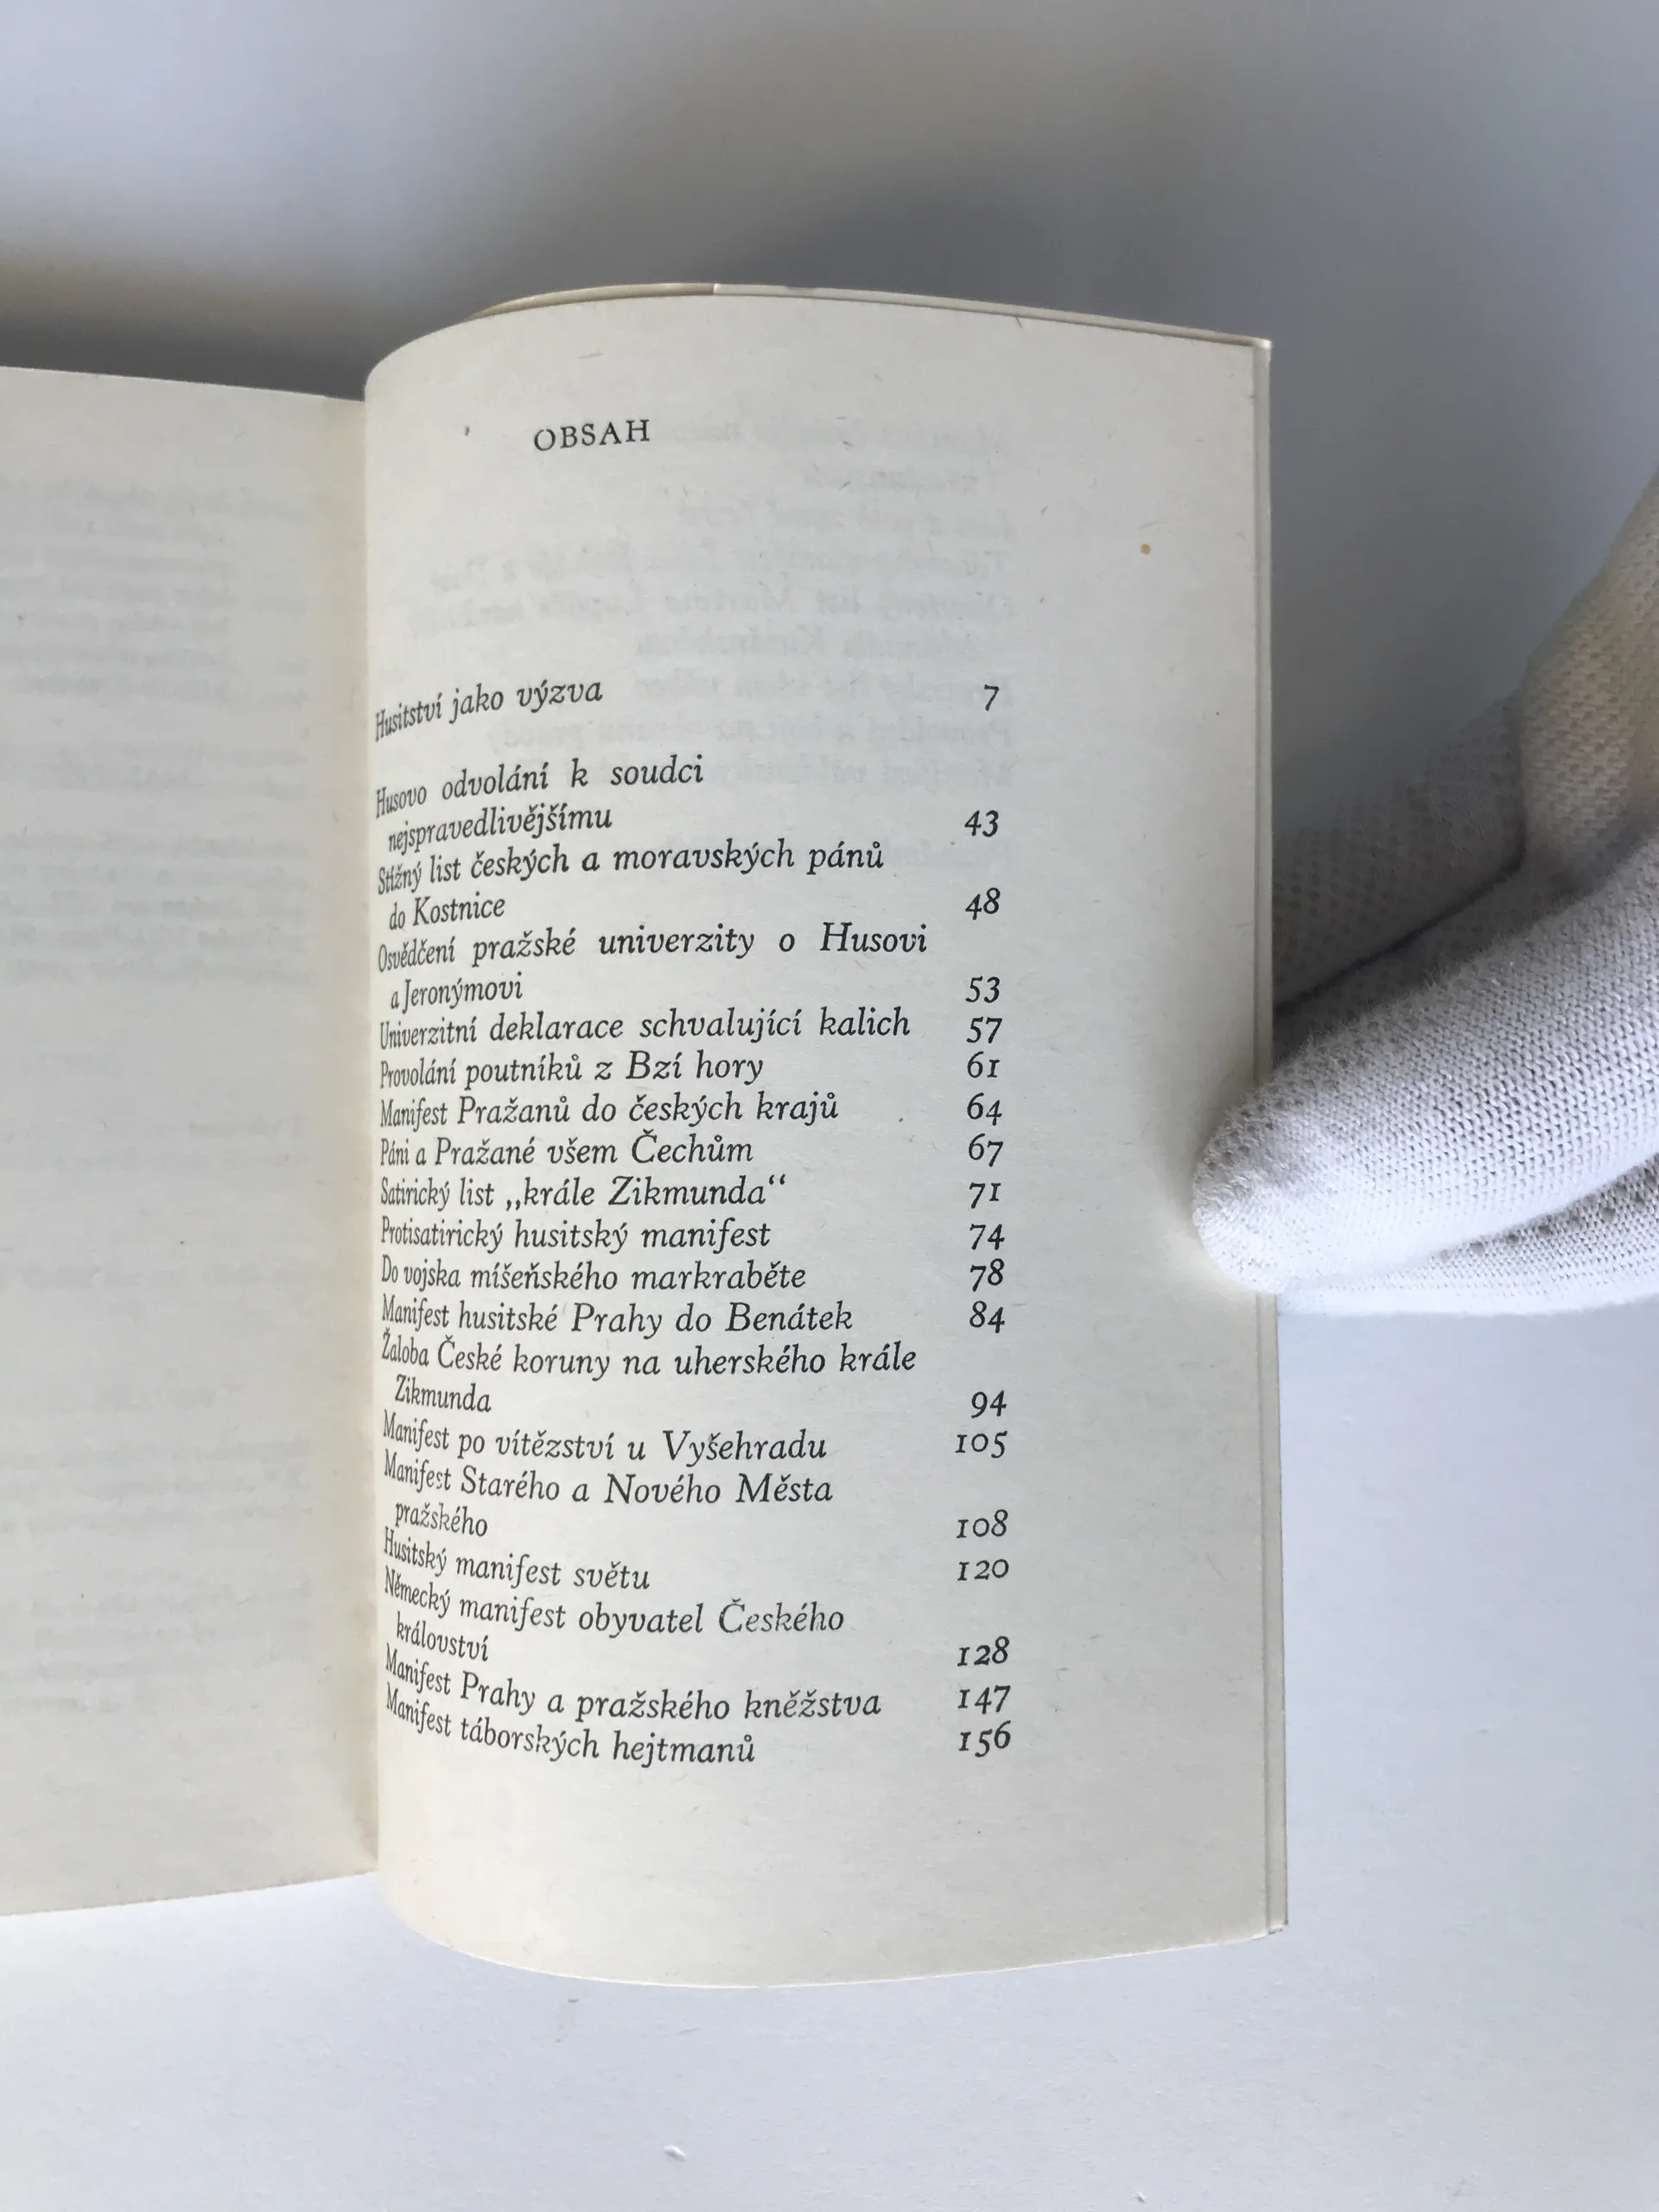 OBSAH
Husitství jako výzva 7
Husovo odvolání k soudci
nejspravedlivějšímu 43
Stížný list českých a moravských pánů
do Kostnice 48
Osvědčení pražské univerzity o Husovi
a Jeronýmovi 53
Univerzitní deklarace schvalující kalich 57
Provolání poutníků z Bzí hory 61
Manifest Pražanů do českých krajů 64
Páni a Pražané všem Čechům 67
Satirický list „krále Zikmunda“ 71
Protisatirický husitský manifest 74
Do vojska míšeňského markraběte 78
Manifest husitské Prahy do Benátek 84
Žaloba České koruny na uherského krále
Zikmunda 94
Manifest po vítězství u Vyšehradu 105
Manifest Starého a Nového Města
pražského 108
Husitský manifest světu 120
Německý manifest obyvatel Českého
království 128
Manifest Prahy a pražského kněžstva 147
Manifest táborských hejtmanů 156